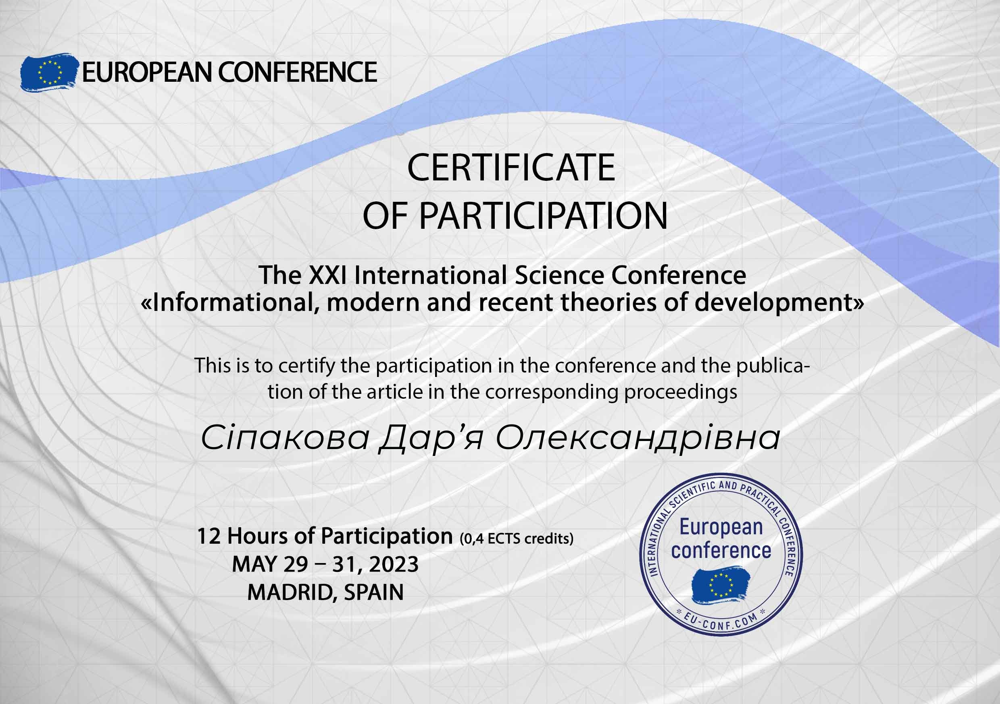 EUROPEAN CONFERENCE
CERTIFICATE
OF PARTICIPATION
The XXI International Science Conference
«Informational, modern and recent theories of development»
This is to certify the participation in the conference and the publica-
tion of the article in the corresponding proceedings
Сіпакова Дар’я Олександрівна
12 Hours of Participation (0,4 ECTS credits)
MAY 29 – 31, 2023
MADRID, SPAIN
INTERNATIONAL SCIENTIFIC AND PRACTICAL CONFERENCE
European
conference
* EU-CONF.COM *